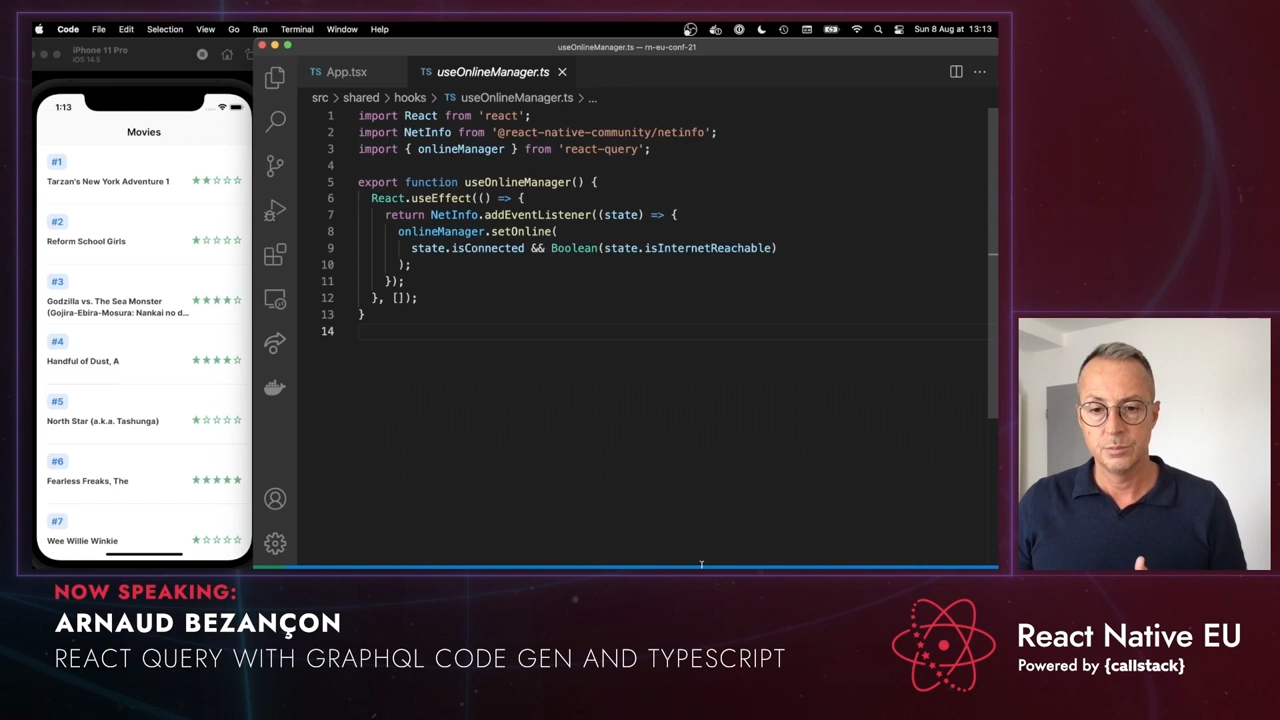 Code File Edit Selection View Go Run Terminal Window Help
Sun 8 Aug at 13:13
iPhone 11 Pro
iOS 14.5
useOnlineManager.ts — rn-eu-conf-21
TS App.tsx
TS useOnlineManager.ts
src > shared > hooks > TS useOnlineManager.ts > ...
1 import React from 'react';
2 import NetInfo from '@react-native-community/netinfo';
3 import { onlineManager } from 'react-query';
4
5 export function useOnlineManager() {
6 React.useEffect(() => {
7 return NetInfo.addEventListener((state) => {
8 onlineManager.setOnline(
9 state.isConnected && Boolean(state.isInternetReachable)
10 );
11 });
12 }, []);
13 }
14
1:13
Movies
#1
Tarzan's New York Adventure 1
#2
Reform School Girls
#3
Godzilla vs. The Sea Monster
(Gojira-Ebira-Mosura: Nankai no d...
#4
Handful of Dust, A
#5
North Star (a.k.a. Tashunga)
#6
Fearless Freaks, The
#7
Wee Willie Winkie
NOW SPEAKING:
ARNAUD BEZANÇON
REACT QUERY WITH GRAPHQL CODE GEN AND TYPESCRIPT
React Native EU
Powered by {callstack}